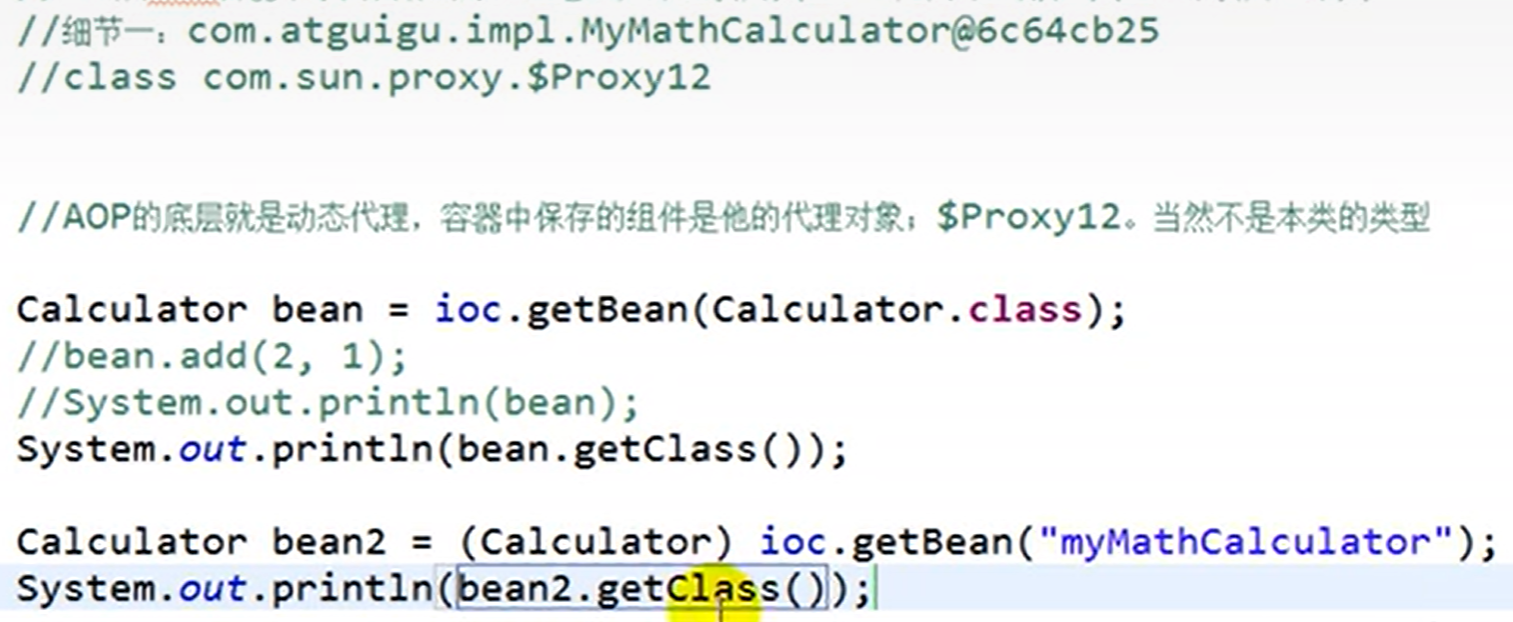 //细节一：com.atguigu.impl.MyMathCalculator@6c64cb25
//class com.sun.proxy.$Proxy12
//AOP的底层就是动态代理，容器中保存的组件是他的代理对象；$Proxy12。当然不是本类的类型
Calculator bean = ioc.getBean(Calculator.class);
//bean.add(2, 1);
//System.out.println(bean);
System.out.println(bean.getClass());
Calculator bean2 = (Calculator) ioc.getBean("myMathCalculator");
System.out.println(bean2.getClass());